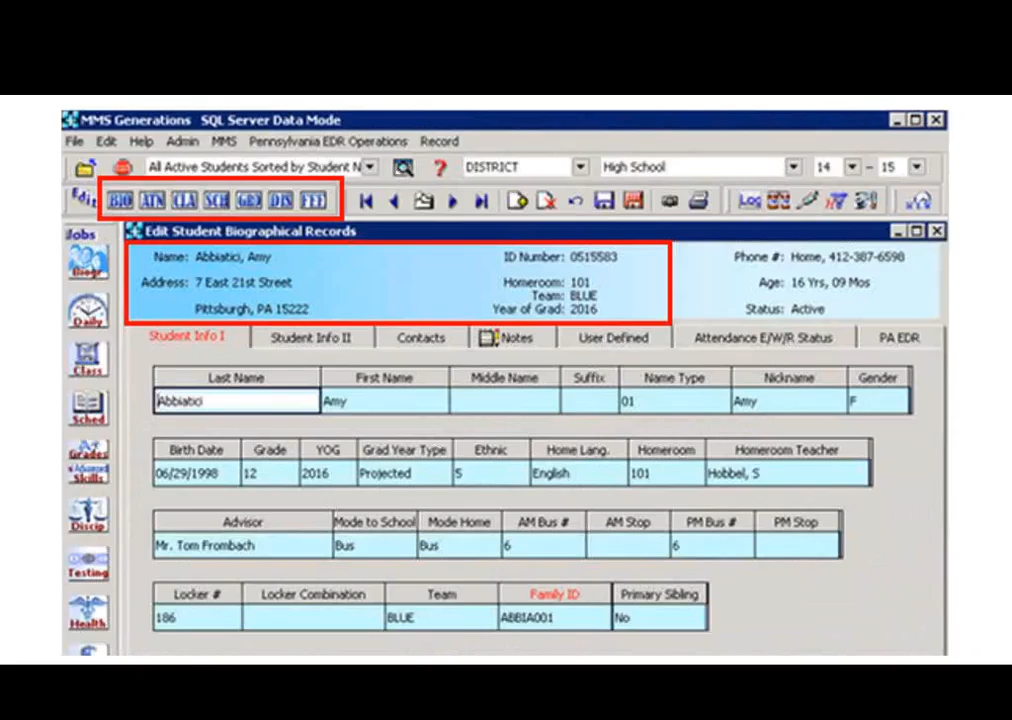 MMS Generations SQL Server Data Mode
File Edit Help Admin MMS Pennsylvania EDR Operations Record
All Active Students Sorted by Student N DISTRICT High School 14 - 15
Edit BIO ATN CLA SCH GRD DIS FEE Log
Jobs
Edit Student Biographical Records
Biogr
Name: Abbiatici, Amy ID Number: 0515583 Phone #: Home, 412-387-6598
Address: 7 East 21st Street Homeroom: 101 Age: 16 Yrs, 09 Mos
Team: BLUE
Pittsburgh, PA 15222 Year of Grad: 2016 Status: Active
Daily
Student Info I Student Info II Contacts Notes User Defined Attendance E/W/R Status PA EDR
Class
Last Name First Name Middle Name Suffix Name Type Nickname Gender
Abbiatici Amy 01 Amy F
Sched
Birth Date Grade YOG Grad Year Type Ethnic Home Lang. Homeroom Homeroom Teacher
06/29/1998 12 2016 Projected 5 English 101 Hobbel, S
Grades
Advanced
Skills
Advisor Mode to School Mode Home AM Bus # AM Stop PM Bus # PM Stop
Mr. Tom Frombach Bus Bus 6 6
Discip
Testing
Locker # Locker Combination Team Family ID Primary Sibling
186 BLUE ABBIA001 No
Health